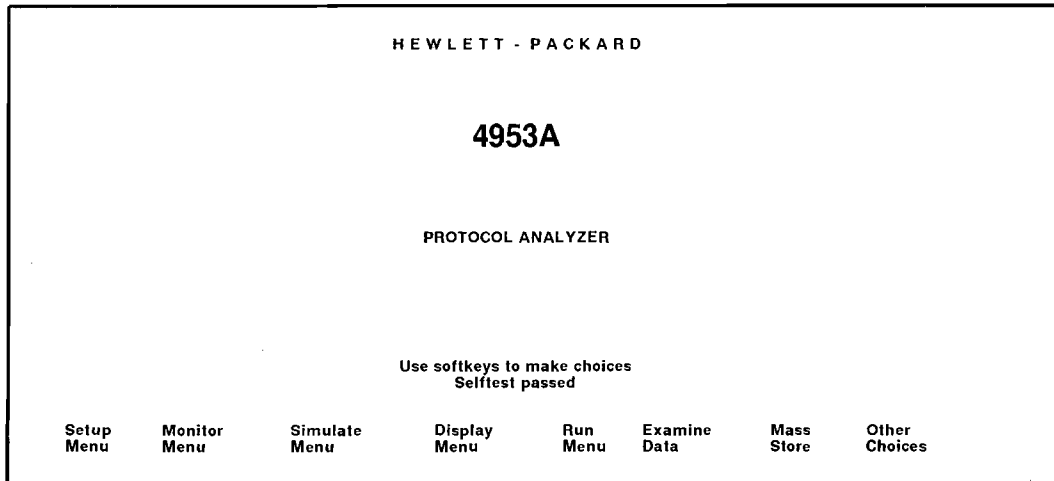 HEWLETT - PACKARD
4953A
PROTOCOL ANALYZER
Use softkeys to make choices
Selftest passed
Setup Monitor Simulate Display Run Examine Mass Other
Menu Menu Menu Menu Menu Data Store Choices